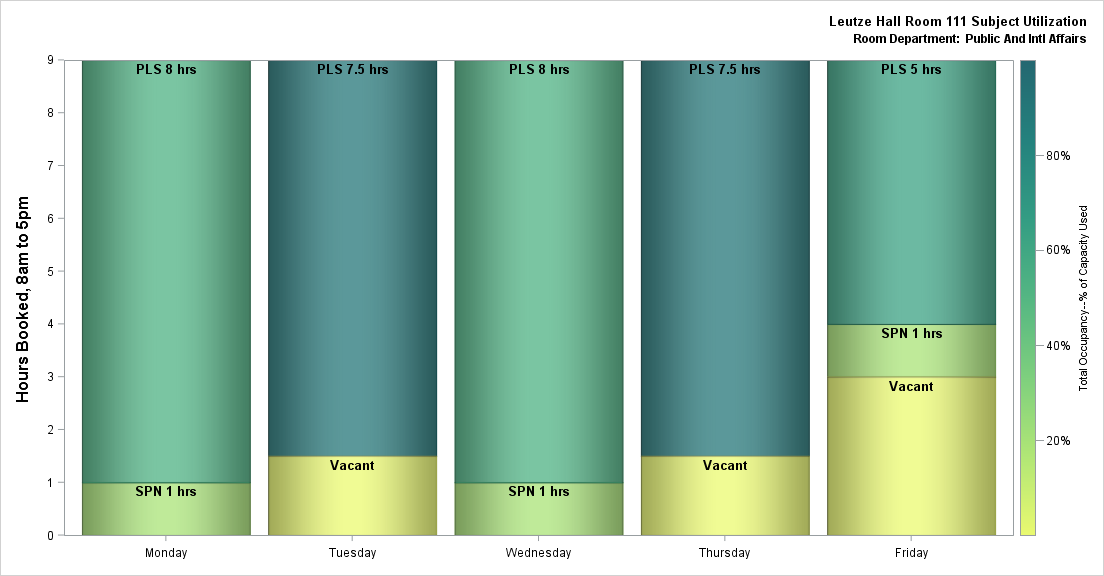 Leutze Hall Room 111 Subject Utilization
Room Department: Public And Intl Affairs
Hours Booked, 8am to 5pm
9
8
7
6
5
4
3
2
1
0
PLS 8 hrs
SPN 1 hrs
PLS 7.5 hrs
Vacant
PLS 8 hrs
SPN 1 hrs
PLS 7.5 hrs
Vacant
PLS 5 hrs
SPN 1 hrs
Vacant
Monday
Tuesday
Wednesday
Thursday
Friday
80%
60%
40%
20%
Total Occupancy--% of Capacity Used